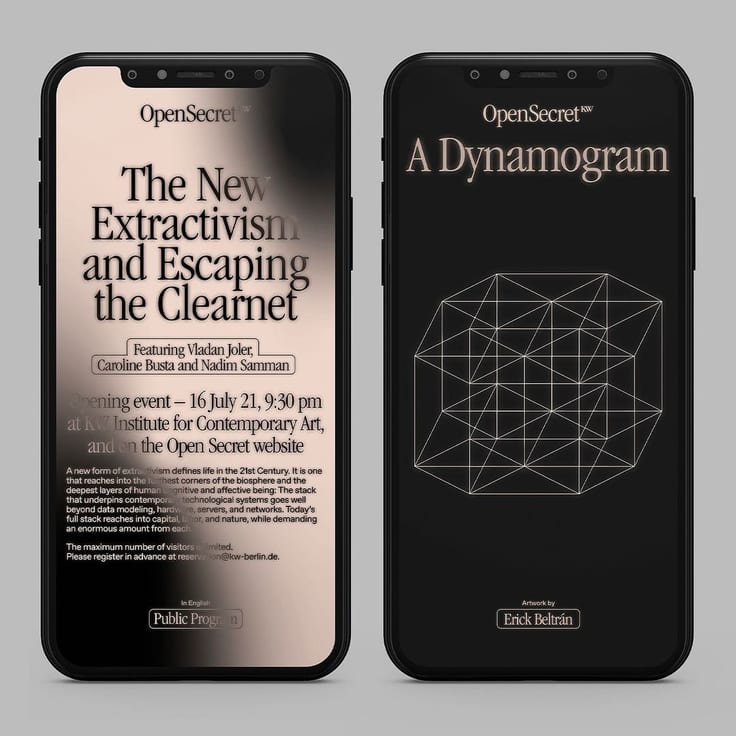 OpenSecret KW
The New
Extractivism
and Escaping
the Clearnet
Featuring Vladan Joler,
Caroline Busta and Nadim Samman
Opening event – 16 July 21, 9:30 pm
at KW Institute for Contemporary Art,
and on the Open Secret website
A new form of extractivism defines life in the 21st Century. It is one
that reaches into the furthest corners of the biosphere and the
deepest layers of human cognitive and affective being: The stack
that underpins contemporary technological systems goes well
beyond data modeling, hardware, servers, and networks. Today's
full stack reaches into capital, labor, and nature, while demanding
an enormous amount from each.
The maximum number of visitors is limited.
Please register in advance at reservation@kw-berlin.de.
In English
Public Program
OpenSecret KW
A Dynamogram
Artwork by
Erick Beltrán